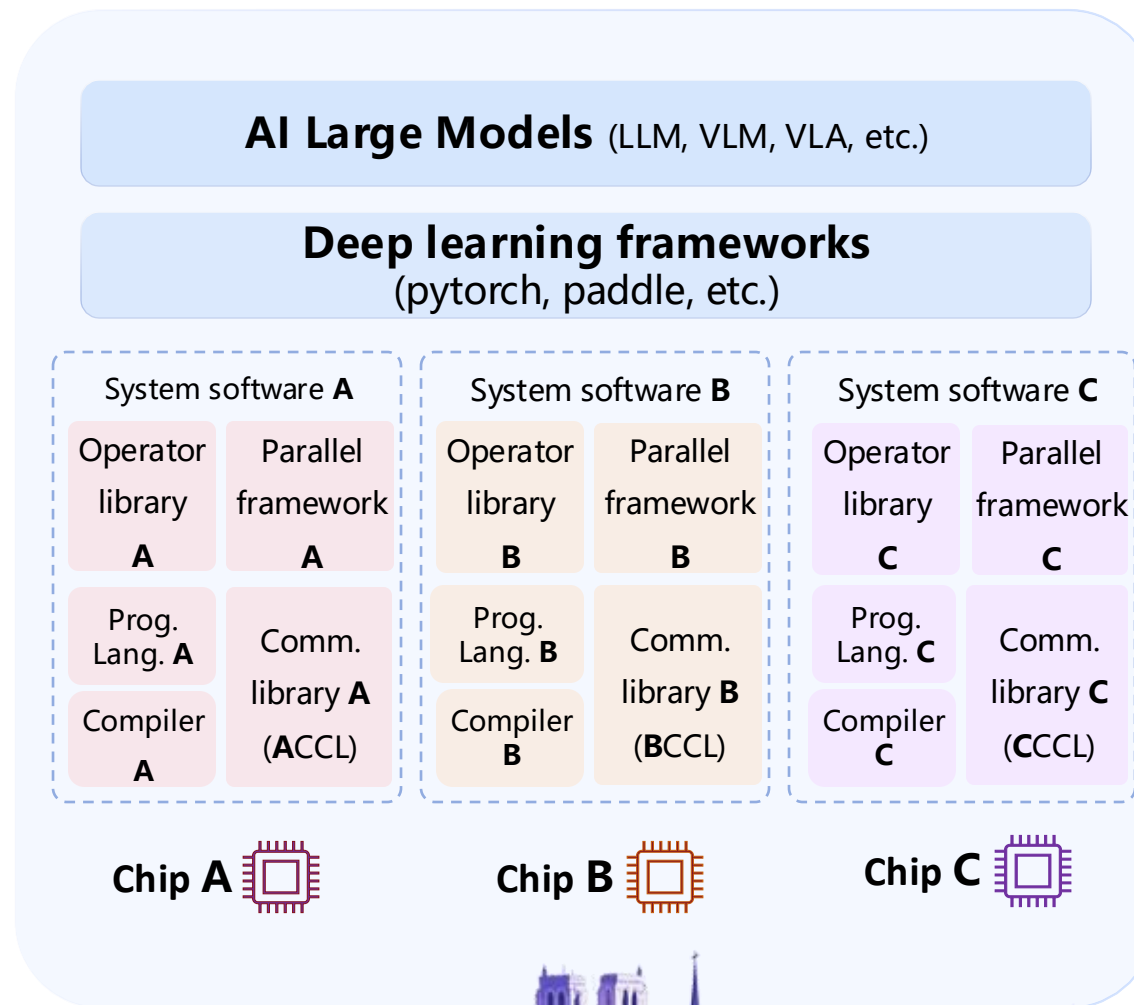 AI Large Models (LLM, VLM, VLA, etc.)
Deep learning frameworks
(pytorch, paddle, etc.)
System software A
Operator
library
A
Parallel
framework
A
Prog.
Lang. A
Compiler
A
Comm.
library A
(ACCL)
System software B
Operator
library
B
Parallel
framework
B
Prog.
Lang. B
Compiler
B
Comm.
library B
(BCCL)
System software C
Operator
library
C
Parallel
framework
C
Prog.
Lang. C
Compiler
C
Comm.
library C
(CCCL)
Chip A
Chip B
Chip C